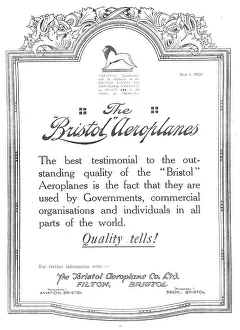 The
"Bristol" Aeroplanes
The best testimonial to the out-
standing quality of the "Bristol"
Aeroplanes is the fact that they are
used by Governments, commercial
organisations and individuals in all
parts of the world.
Quality tells!
For further information write :—
The Bristol Aeroplane Co. Ltd.
FILTON, BRISTOL
AVIATION, BRISTOL